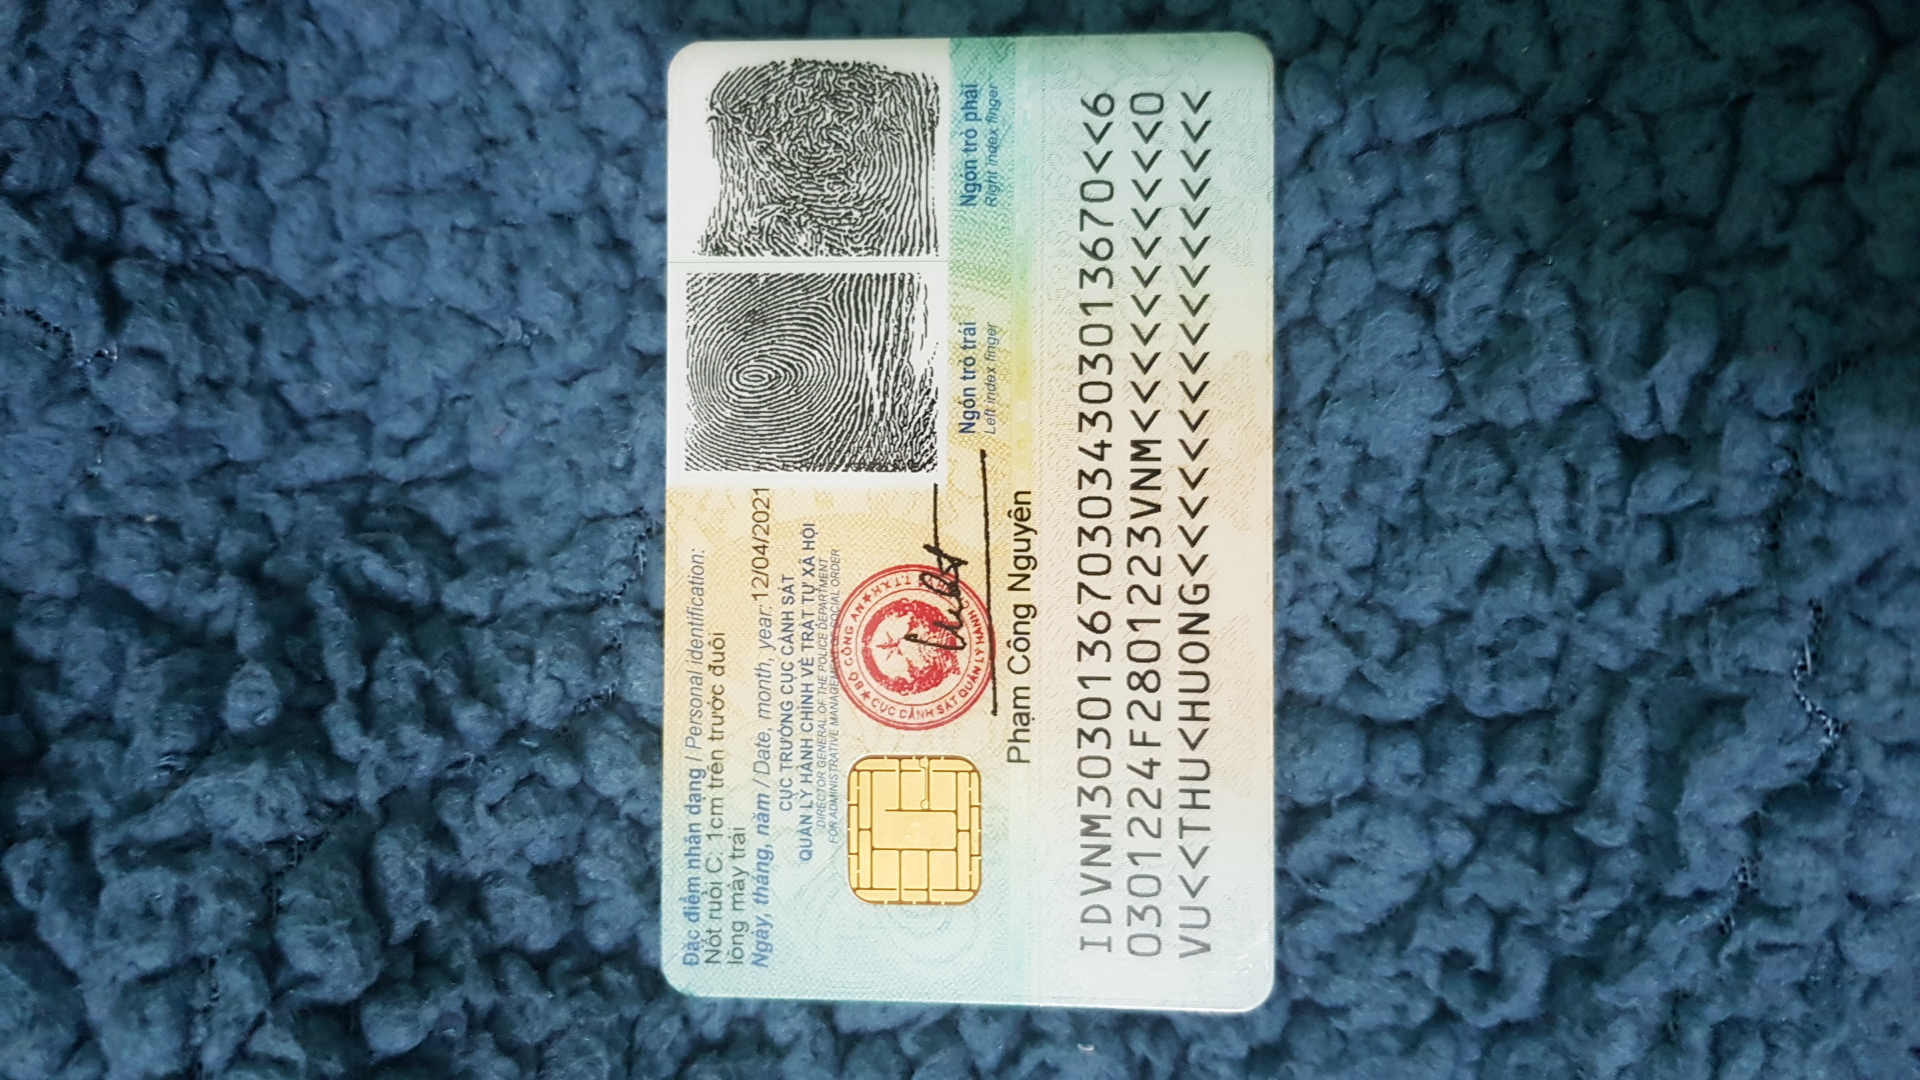 Đặc điểm nhân dạng / Personal identification:
Nốt ruồi C: 1cm trên trước đuôi
lông mày trái
Ngày, tháng, năm / Date, month, year: 12/04/2021
CỤC TRƯỞNG CỤC CẢNH SÁT
QUẢN LÝ HÀNH CHÍNH VỀ TRẬT TỰ XÃ HỘI
DIRECTOR GENERAL OF THE POLICE DEPARTMENT
FOR ADMINISTRATIVE MANAGEMENT OF SOCIAL ORDER
BỘ CÔNG AN
CỤC CẢNH SÁT QUẢN LÝ HÀNH
Phạm Công Nguyên
Ngón trỏ trái
Left index finger
Ngón trỏ phải
Right index finger
IDVNM3030136703034303013670<<6
0301224F2801223VNM<<<<<<<<<<<0
VU<<THU<HUONG<<<<<<<<<<<<<<<<<